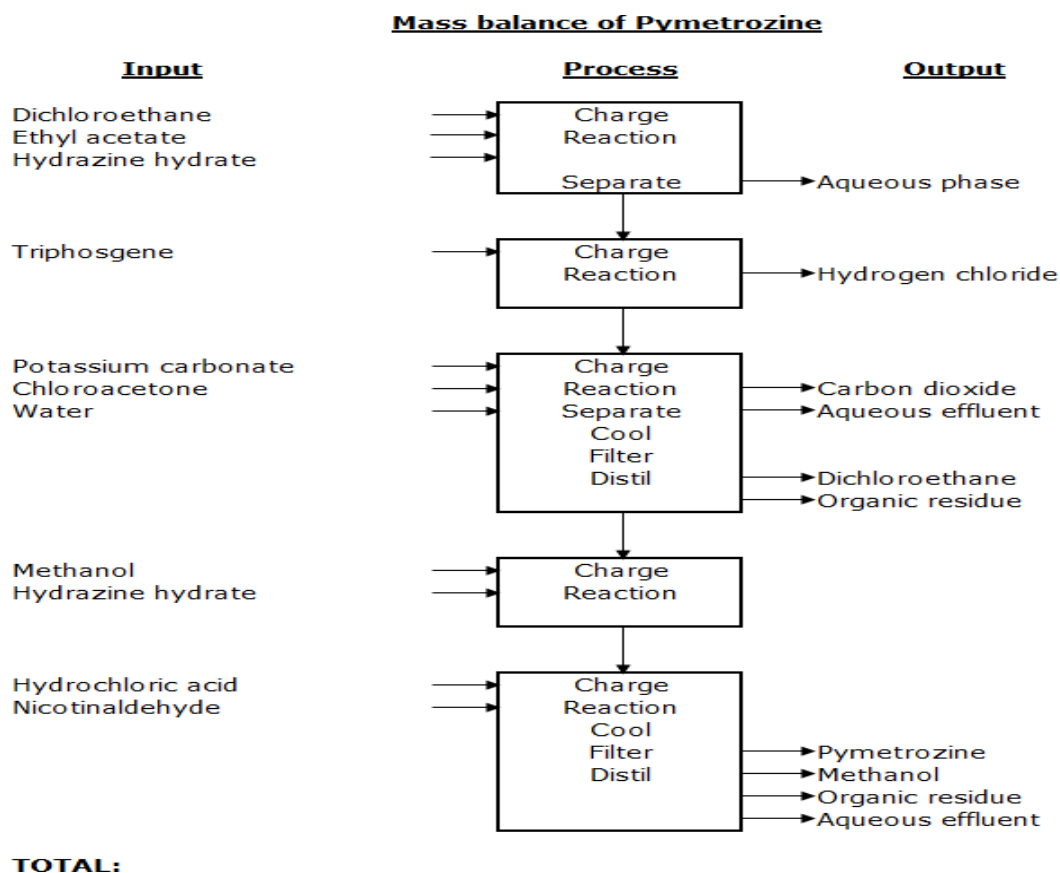 Mass balance of Pymetrozine
Input Process Output
Dichloroethane Charge
Ethyl acetate Reaction
Hydrazine hydrate
Separate Aqueous phase
Triphosgene Charge
Reaction Hydrogen chloride
Potassium carbonate Charge
Chloroacetone Reaction Carbon dioxide
Water Separate Aqueous effluent
Cool
Filter
Distil Dichloroethane
Organic residue
Methanol Charge
Hydrazine hydrate Reaction
Hydrochloric acid Charge
Nicotinaldehyde Reaction
Cool
Filter Pymetrozine
Distil Methanol
Organic residue
Aqueous effluent
TOTAL: